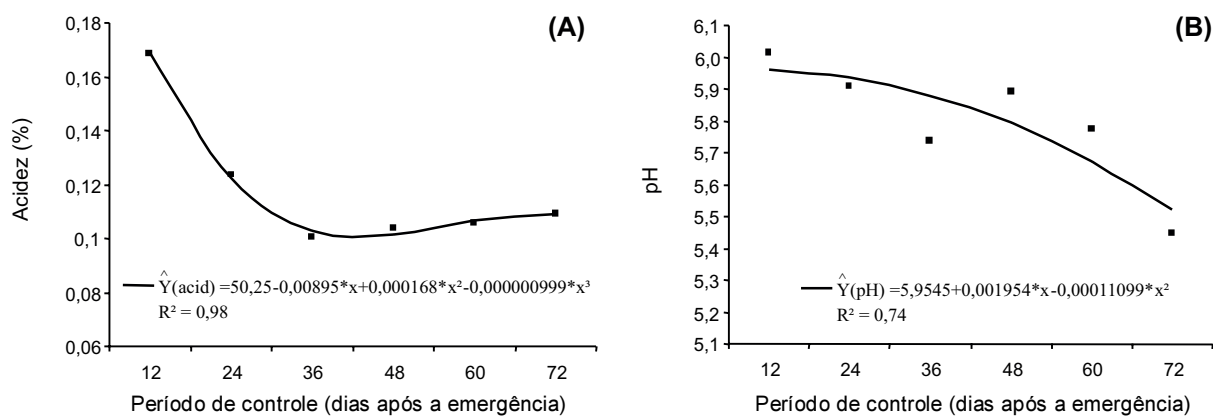 (A)
0,18
0,16
0,14
0,12
0,1
0,08
0,06
Acidez (%)
Ŷ(acid) =50,25-0,00895*x+0,000168*x²-0,000000999*x³
R² = 0,98
12 24 36 48 60 72
Período de controle (dias após a emergência)
(B)
6,1
6,0
5,9
5,8
5,7
5,6
5,5
5,4
5,3
5,2
5,1
pH
Ŷ(pH) =5,9545+0,001954*x-0,00011099*x²
R² = 0,74
12 24 36 48 60 72
Período de controle (dias após a emergência)